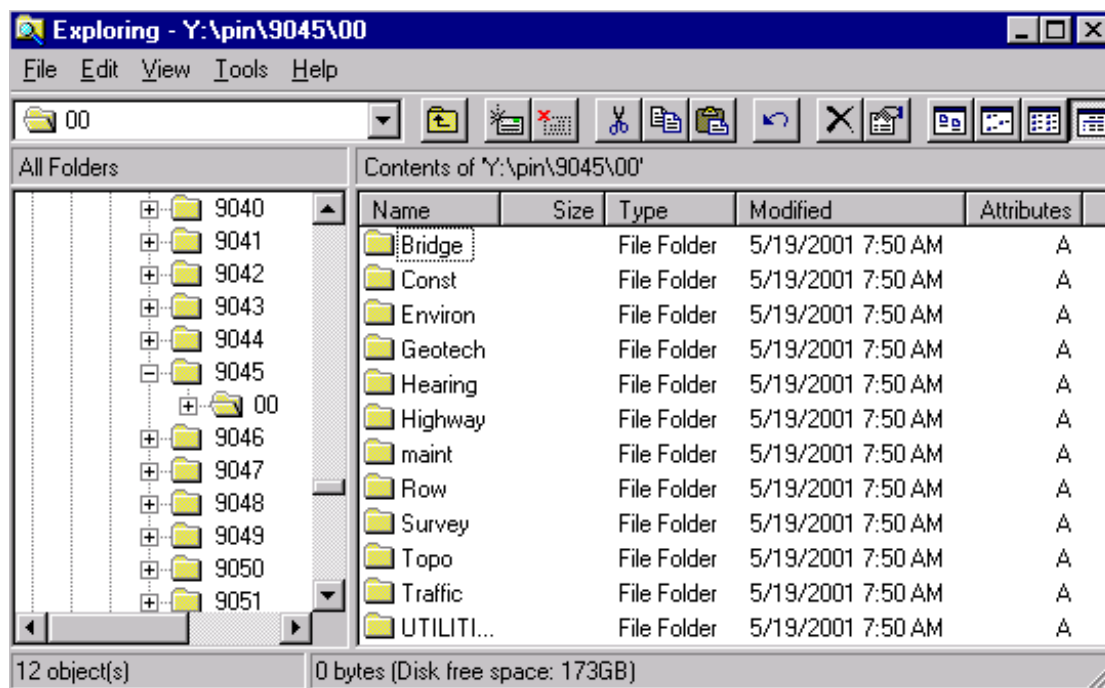 Exploring - Y:\pin\9045\00
File Edit View Tools Help
00
All Folders
Contents of 'Y:\pin\9045\00'
9040
9041
9042
9043
9044
9045
00
9046
9047
9048
9049
9050
9051
Name Size Type Modified Attributes
Bridge File Folder 5/19/2001 7:50 AM A
Const File Folder 5/19/2001 7:50 AM A
Environ File Folder 5/19/2001 7:50 AM A
Geotech File Folder 5/19/2001 7:50 AM A
Hearing File Folder 5/19/2001 7:50 AM A
Highway File Folder 5/19/2001 7:50 AM A
maint File Folder 5/19/2001 7:50 AM A
Row File Folder 5/19/2001 7:50 AM A
Survey File Folder 5/19/2001 7:50 AM A
Topo File Folder 5/19/2001 7:50 AM A
Traffic File Folder 5/19/2001 7:50 AM A
UTILITI... File Folder 5/19/2001 7:50 AM A
12 object(s)
0 bytes (Disk free space: 173GB)